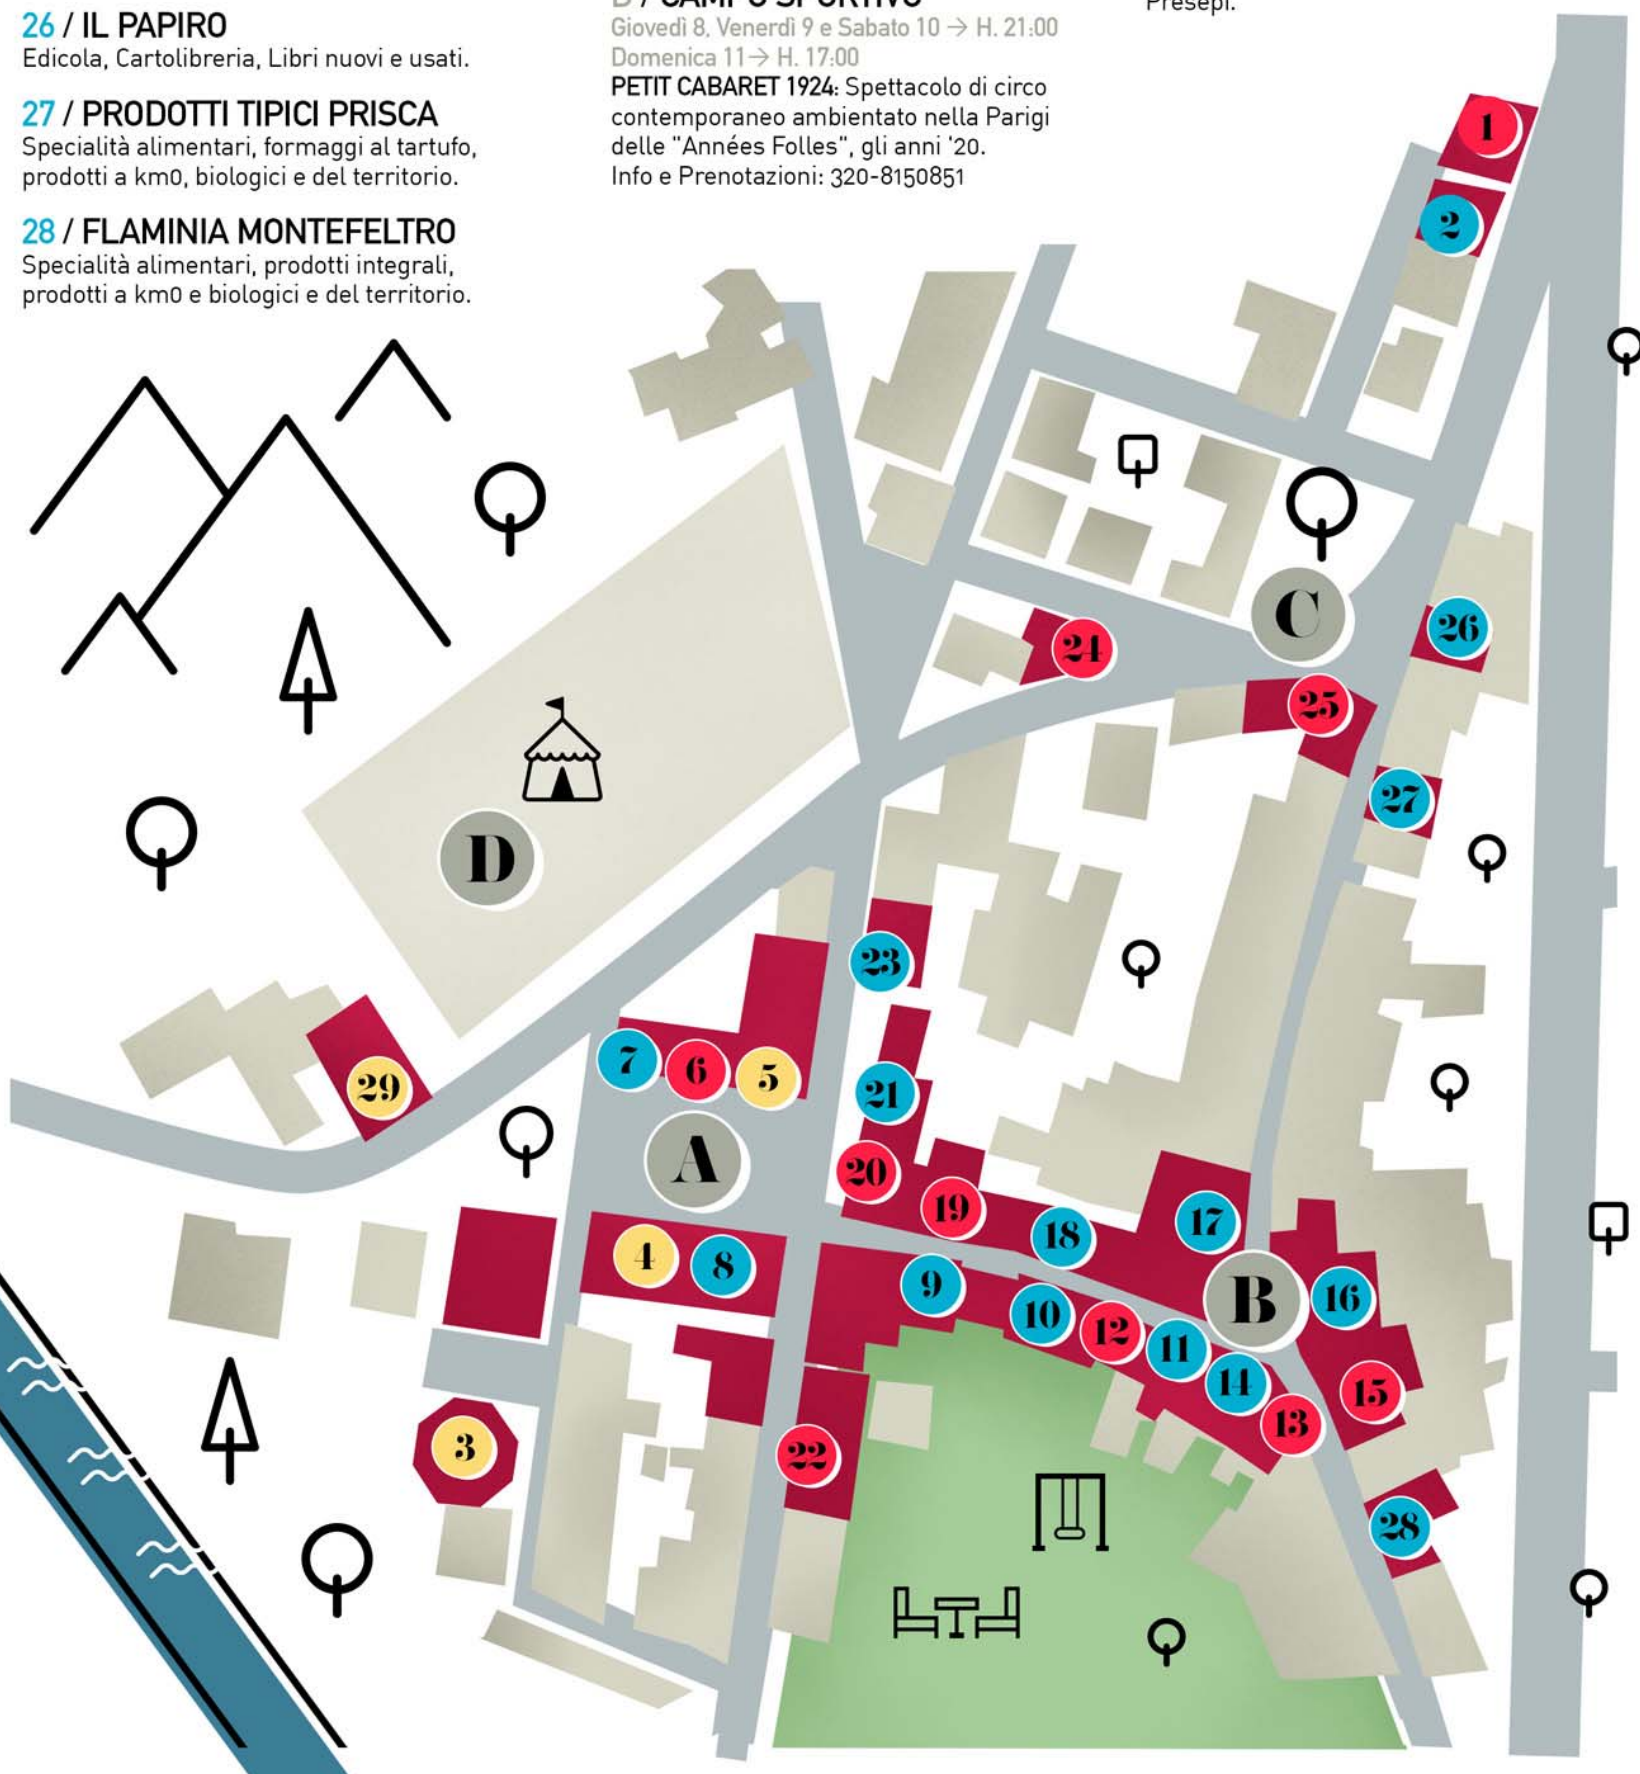 26 / IL PAPIRO
Edicola, Cartolibreria, Libri nuovi e usati.
27 / PRODOTTI TIPICI PRISCA
Specialità alimentari, formaggi al tartufo,
prodotti a km0, biologici e del territorio.
28 / FLAMINIA MONTEFELTRO
Specialità alimentari, prodotti integrali,
prodotti a km0 e biologici e del territorio.
D / CAMPO SPORTIVO
Giovedì 8, Venerdì 9 e Sabato 10 → H. 21:00
Domenica 11→ H. 17:00
PETIT CABARET 1924: Spettacolo di circo
contemporaneo ambientato nella Parigi
delle "Années Folles", gli anni '20.
Info e Prenotazioni: 320-8150851
Presepi.
1
2
C
24
26
25
27
D
23
29
7
6
5
21
A
20
19
18
17
4
8
9
10
12
11
B
16
14
13
15
3
22
28